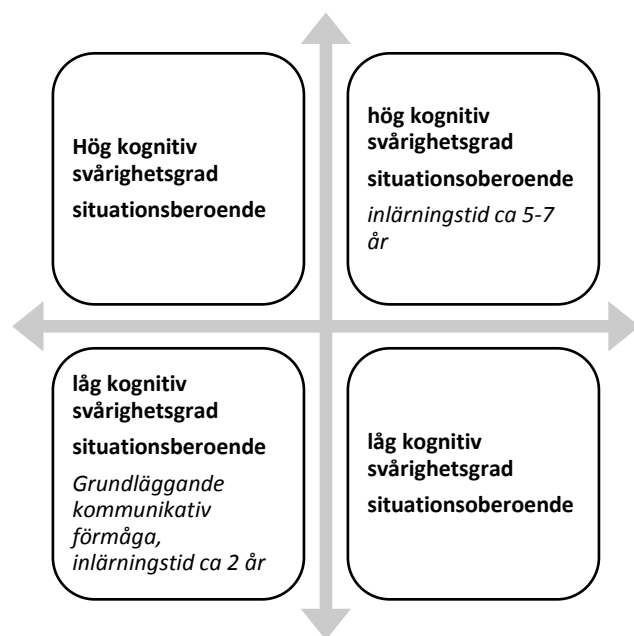 Hög kognitiv
svårighetsgrad
situationsberoende
hög kognitiv
svårighetsgrad
situationsoberoende
inlärningstid ca 5-7
år
låg kognitiv
svårighetsgrad
situationsberoende
Grundläggande
kommunikativ
förmåga,
inlärningstid ca 2 år
låg kognitiv
svårighetsgrad
situationsoberoende